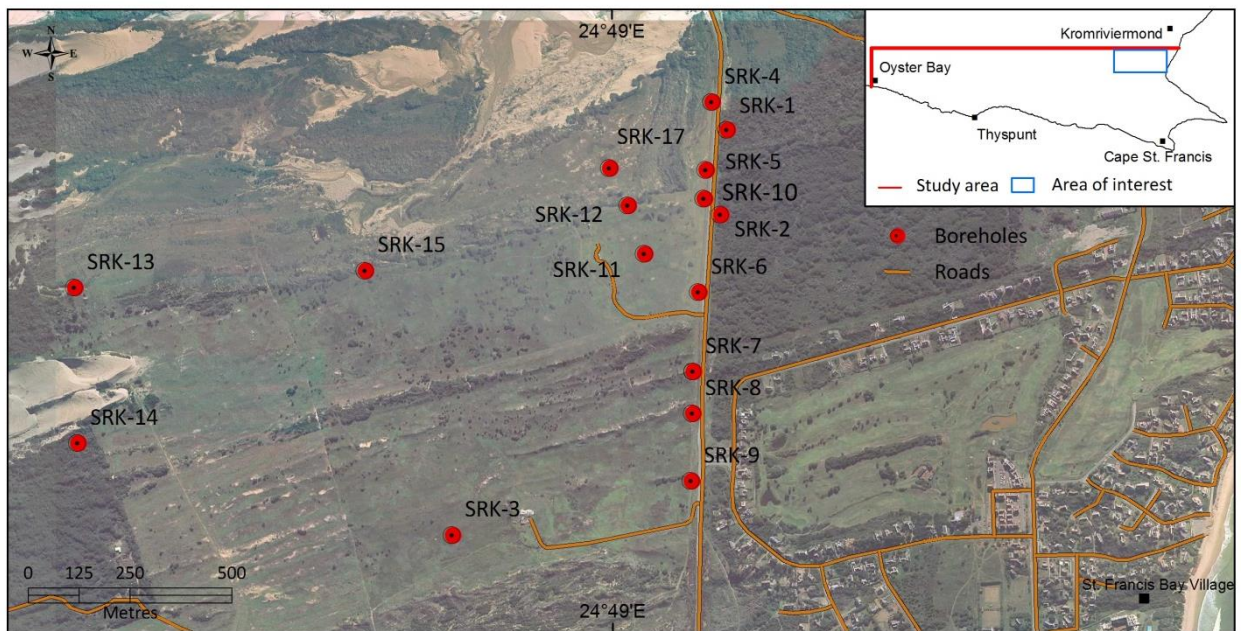 24°49'E
N
W E
S
SRK-4
SRK-1
SRK-17
SRK-5
SRK-10
SRK-12
SRK-2
SRK-11
SRK-6
SRK-15
SRK-13
SRK-7
SRK-8
SRK-14
SRK-9
SRK-3
Kromriviermond
Oyster Bay
Thyspunt
Cape St. Francis
Study area
Area of interest
Boreholes
Roads
0 125 250 500
Metres
24°49'E
St. Francis Bay Village